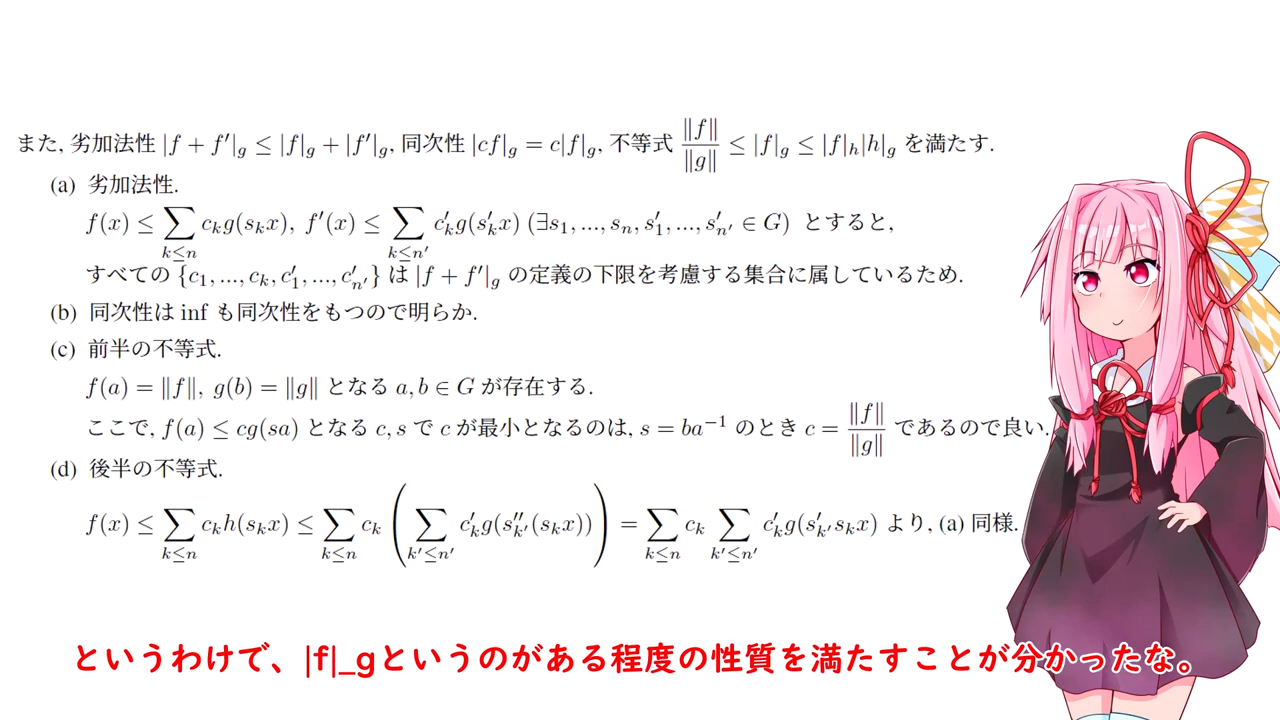 また, 劣加法性 |f + f′|_g ≤ |f|_g + |f′|_g, 同次性 |cf|_g = c|f|_g, 不等式 ‖f‖/‖g‖ ≤ |f|_g ≤ |f|_h|h|_g を満たす.
(a) 劣加法性.
f(x) ≤ ∑_{k≤n} c_k g(s_k x), f′(x) ≤ ∑_{k≤n′} c′_k g(s′_k x) (∃s_1, ..., s_n, s′_1, ..., s′_{n′} ∈ G) とすると,
すべての {c_1, ..., c_k, c′_1, ..., c′_{n′}} は |f + f′|_g の定義の下限を考慮する集合に属しているため.
(b) 同次性は inf も同次性をもつので明らか.
(c) 前半の不等式.
f(a) = ‖f‖, g(b) = ‖g‖ となる a, b ∈ G が存在する.
ここで, f(a) ≤ cg(sa) となる c, s で c が最小となるのは, s = ba^{−1} のとき c = ‖f‖/‖g‖ であるので良い.
(d) 後半の不等式.
f(x) ≤ ∑_{k≤n} c_k h(s_k x) ≤ ∑_{k≤n} c_k (∑_{k′≤n′} c′_k g(s″_{k′}(s_k x))) = ∑_{k≤n} c_k ∑_{k′≤n′} c′_k g(s′_{k′} s_k x) より, (a) 同様.
というわけで、|f|_gというのがある程度の性質を満たすことが分かったな。